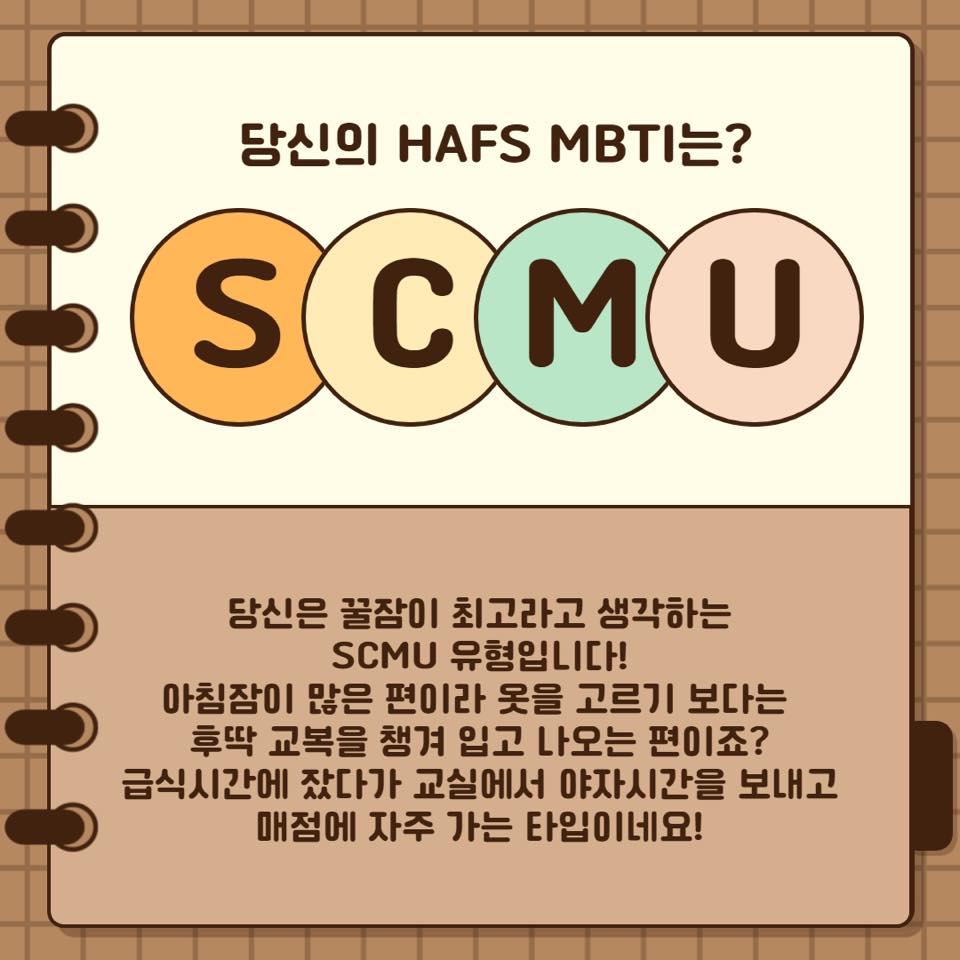 당신의 HAFS MBTI는?
SCMU
당신은 꿀잠이 최고라고 생각하는
SCMU 유형입니다!
아침잠이 많은 편이라 옷을 고르기 보다는
후딱 교복을 챙겨 입고 나오는 편이죠?
급식시간에 잤다가 교실에서 야자시간을 보내고
매점에 자주 가는 타입이네요!